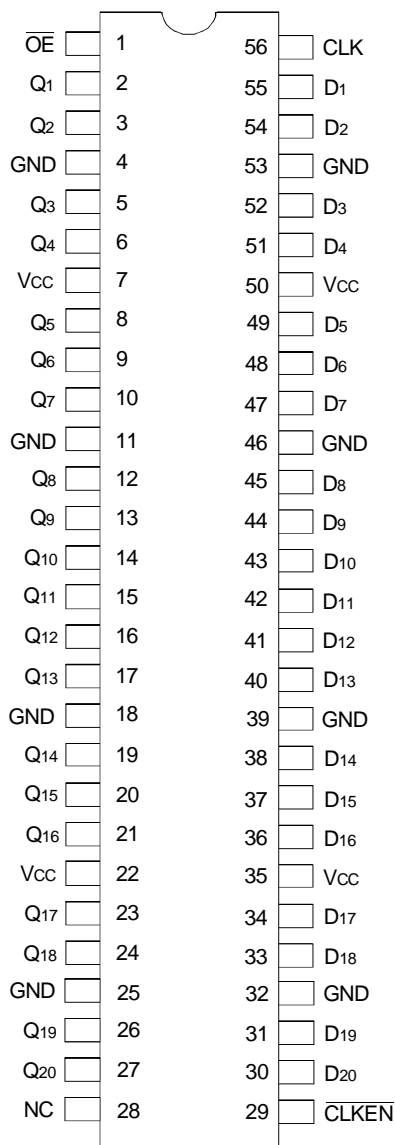 OE 1 56 CLK
Q1 2 55 D1
Q2 3 54 D2
GND 4 53 GND
Q3 5 52 D3
Q4 6 51 D4
VCC 7 50 VCC
Q5 8 49 D5
Q6 9 48 D6
Q7 10 47 D7
GND 11 46 GND
Q8 12 45 D8
Q9 13 44 D9
Q10 14 43 D10
Q11 15 42 D11
Q12 16 41 D12
Q13 17 40 D13
GND 18 39 GND
Q14 19 38 D14
Q15 20 37 D15
Q16 21 36 D16
VCC 22 35 VCC
Q17 23 34 D17
Q18 24 33 D18
GND 25 32 GND
Q19 26 31 D19
Q20 27 30 D20
NC 28 29 CLKEN